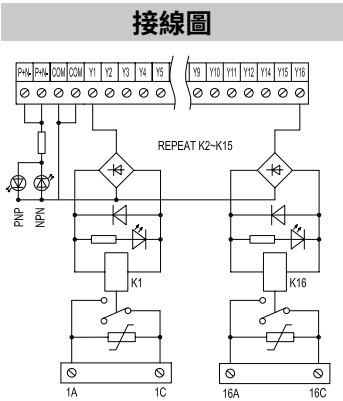 接線圖
P+N- P+N- COM COM Y1 Y2 Y3 Y4 Y5 Y9 Y10 Y11 Y12 Y14 Y15 Y16
REPEAT K2~K15
PNP NPN
K1 K16
1A 1C 16A 16C